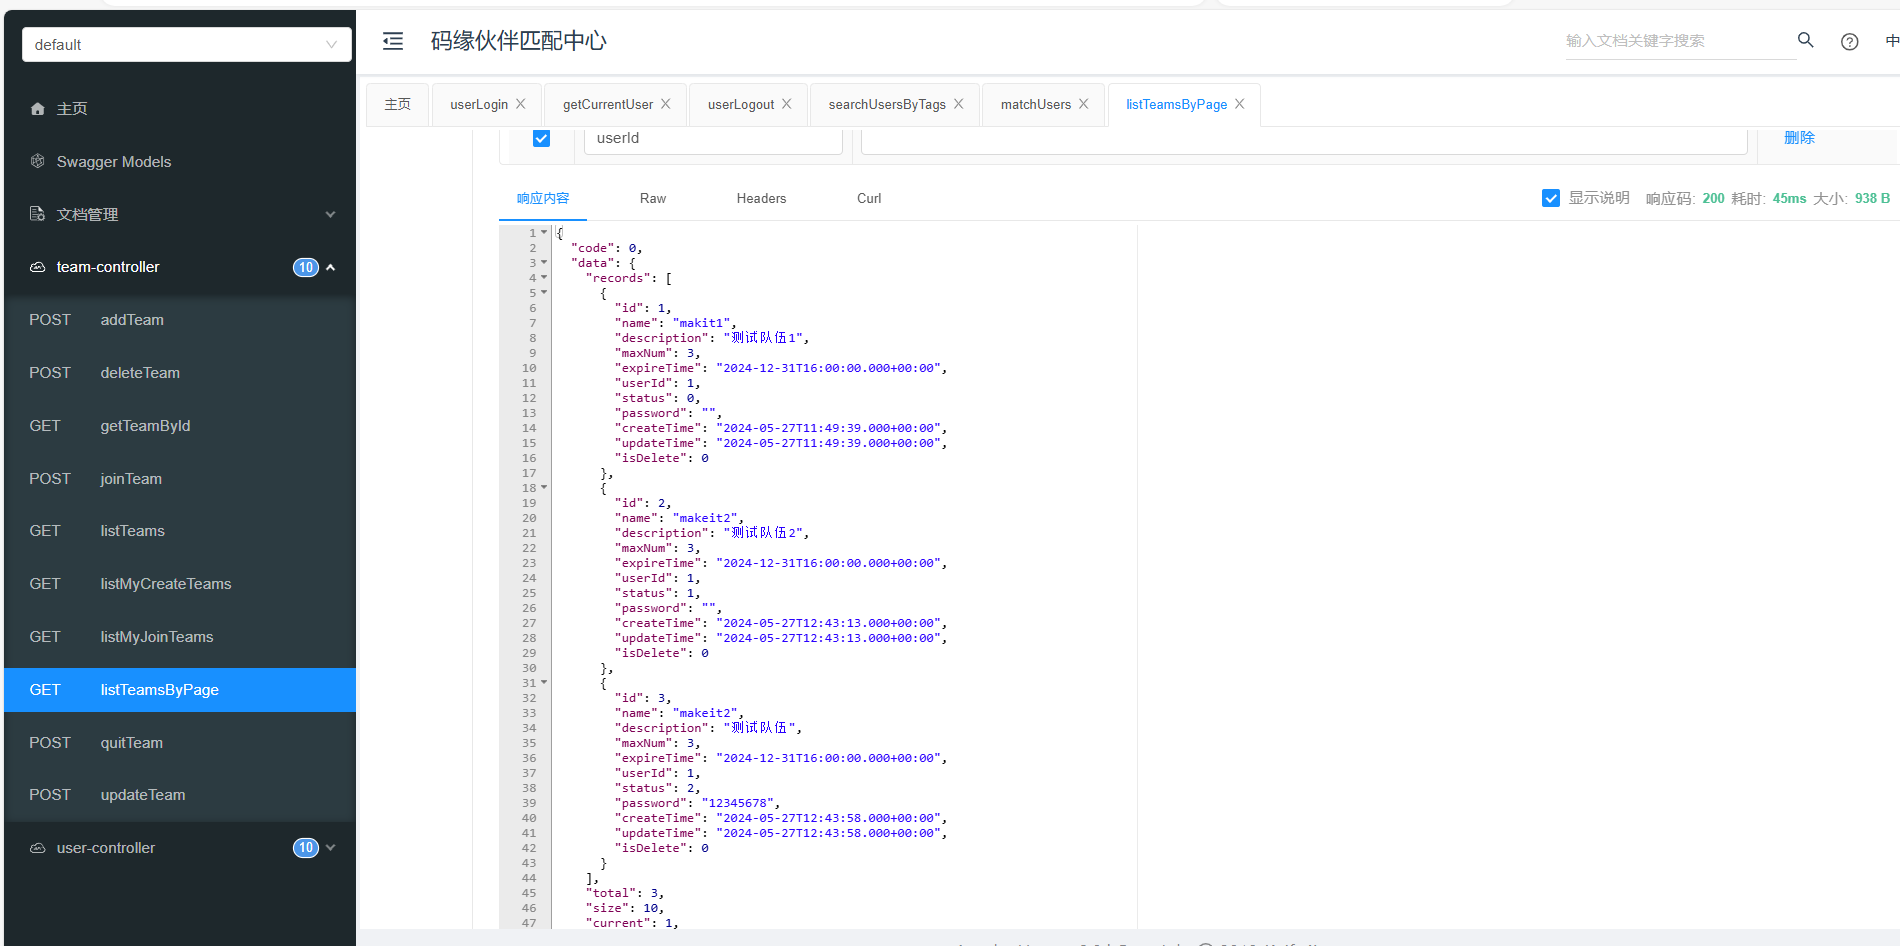 default
码缘伙伴匹配中心
输入文档关键字搜索
中
主页
Swagger Models
文档管理
team-controller 10
POST addTeam
POST deleteTeam
GET getTeamById
POST joinTeam
GET listTeams
GET listMyCreateTeams
GET listMyJoinTeams
GET listTeamsByPage
POST quitTeam
POST updateTeam
user-controller 10
主页 userLogin getCurrentUser userLogout searchUsersByTags matchUsers listTeamsByPage
userId 删除
响应内容 Raw Headers Curl 显示说明 响应码: 200 耗时: 45ms 大小: 938 B
1 {
2 "code": 0,
3 "data": {
4 "records": [
5 {
6 "id": 1,
7 "name": "makit1",
8 "description": "测试队伍1",
9 "maxNum": 3,
10 "expireTime": "2024-12-31T16:00:00.000+00:00",
11 "userId": 1,
12 "status": 0,
13 "password": "",
14 "createTime": "2024-05-27T11:49:39.000+00:00",
15 "updateTime": "2024-05-27T11:49:39.000+00:00",
16 "isDelete": 0
17 },
18 {
19 "id": 2,
20 "name": "makeit2",
21 "description": "测试队伍2",
22 "maxNum": 3,
23 "expireTime": "2024-12-31T16:00:00.000+00:00",
24 "userId": 1,
25 "status": 1,
26 "password": "",
27 "createTime": "2024-05-27T12:43:13.000+00:00",
28 "updateTime": "2024-05-27T12:43:13.000+00:00",
29 "isDelete": 0
30 },
31 {
32 "id": 3,
33 "name": "makeit2",
34 "description": "测试队伍",
35 "maxNum": 3,
36 "expireTime": "2024-12-31T16:00:00.000+00:00",
37 "userId": 1,
38 "status": 2,
39 "password": "12345678",
40 "createTime": "2024-05-27T12:43:58.000+00:00",
41 "updateTime": "2024-05-27T12:43:58.000+00:00",
42 "isDelete": 0
43 }
44 ],
45 "total": 3,
46 "size": 10,
47 "current": 1,